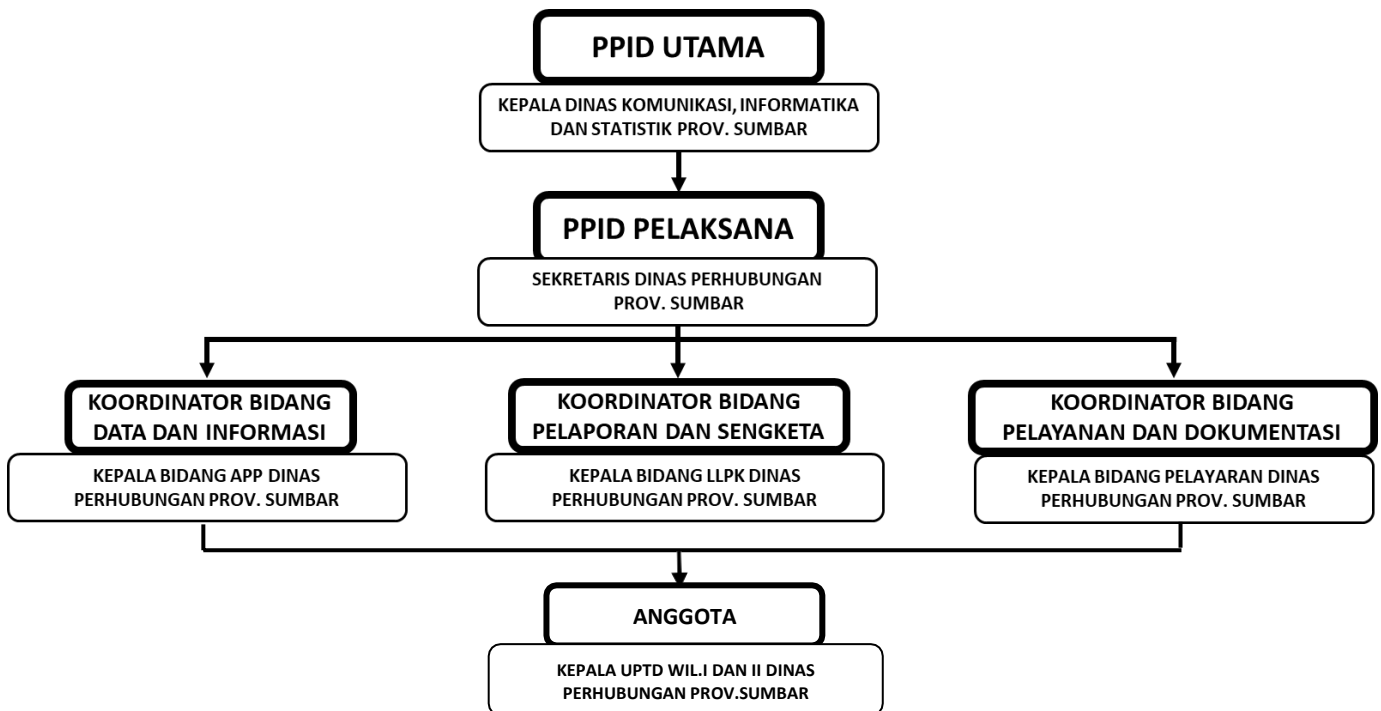 PPID UTAMA
KEPALA DINAS KOMUNIKASI, INFORMATIKA
DAN STATISTIK PROV. SUMBAR
PPID PELAKSANA
SEKRETARIS DINAS PERHUBUNGAN
PROV. SUMBAR
KOORDINATOR BIDANG
DATA DAN INFORMASI
KEPALA BIDANG APP DINAS
PERHUBUNGAN PROV. SUMBAR
KOORDINATOR BIDANG
PELAPORAN DAN SENGKETA
KEPALA BIDANG LLPK DINAS
PERHUBUNGAN PROV. SUMBAR
KOORDINATOR BIDANG
PELAYANAN DAN DOKUMENTASI
KEPALA BIDANG PELAYARAN DINAS
PERHUBUNGAN PROV. SUMBAR
ANGGOTA
KEPALA UPTD WIL.I DAN II DINAS
PERHUBUNGAN PROV.SUMBAR